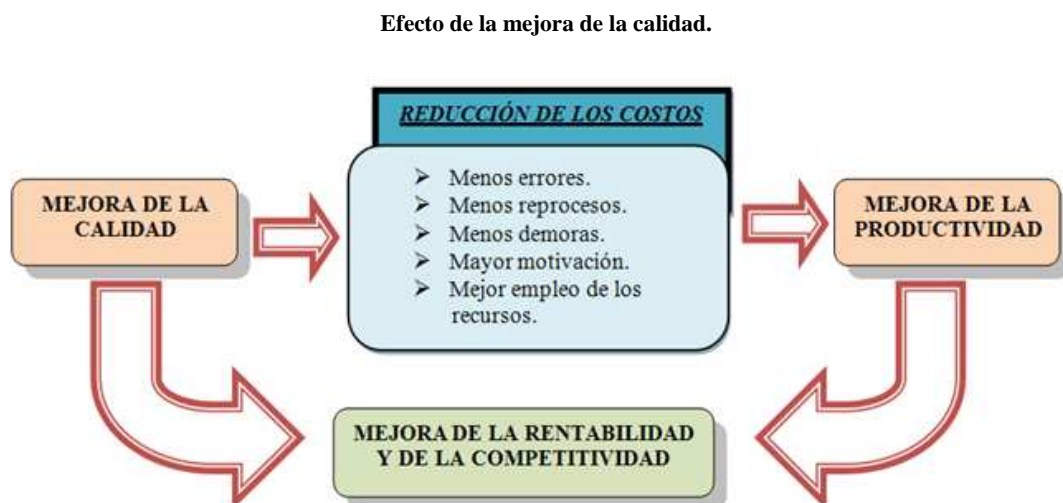 Efecto de la mejora de la calidad.
REDUCCIÓN DE LOS COSTOS
MEJORA DE LA
CALIDAD
➢ Menos errores.
➢ Menos reprocesos.
➢ Menos demoras.
➢ Mayor motivación.
➢ Mejor empleo de los
recursos.
MEJORA DE LA
PRODUCTIVIDAD
MEJORA DE LA RENTABILIDAD
Y DE LA COMPETITIVIDAD